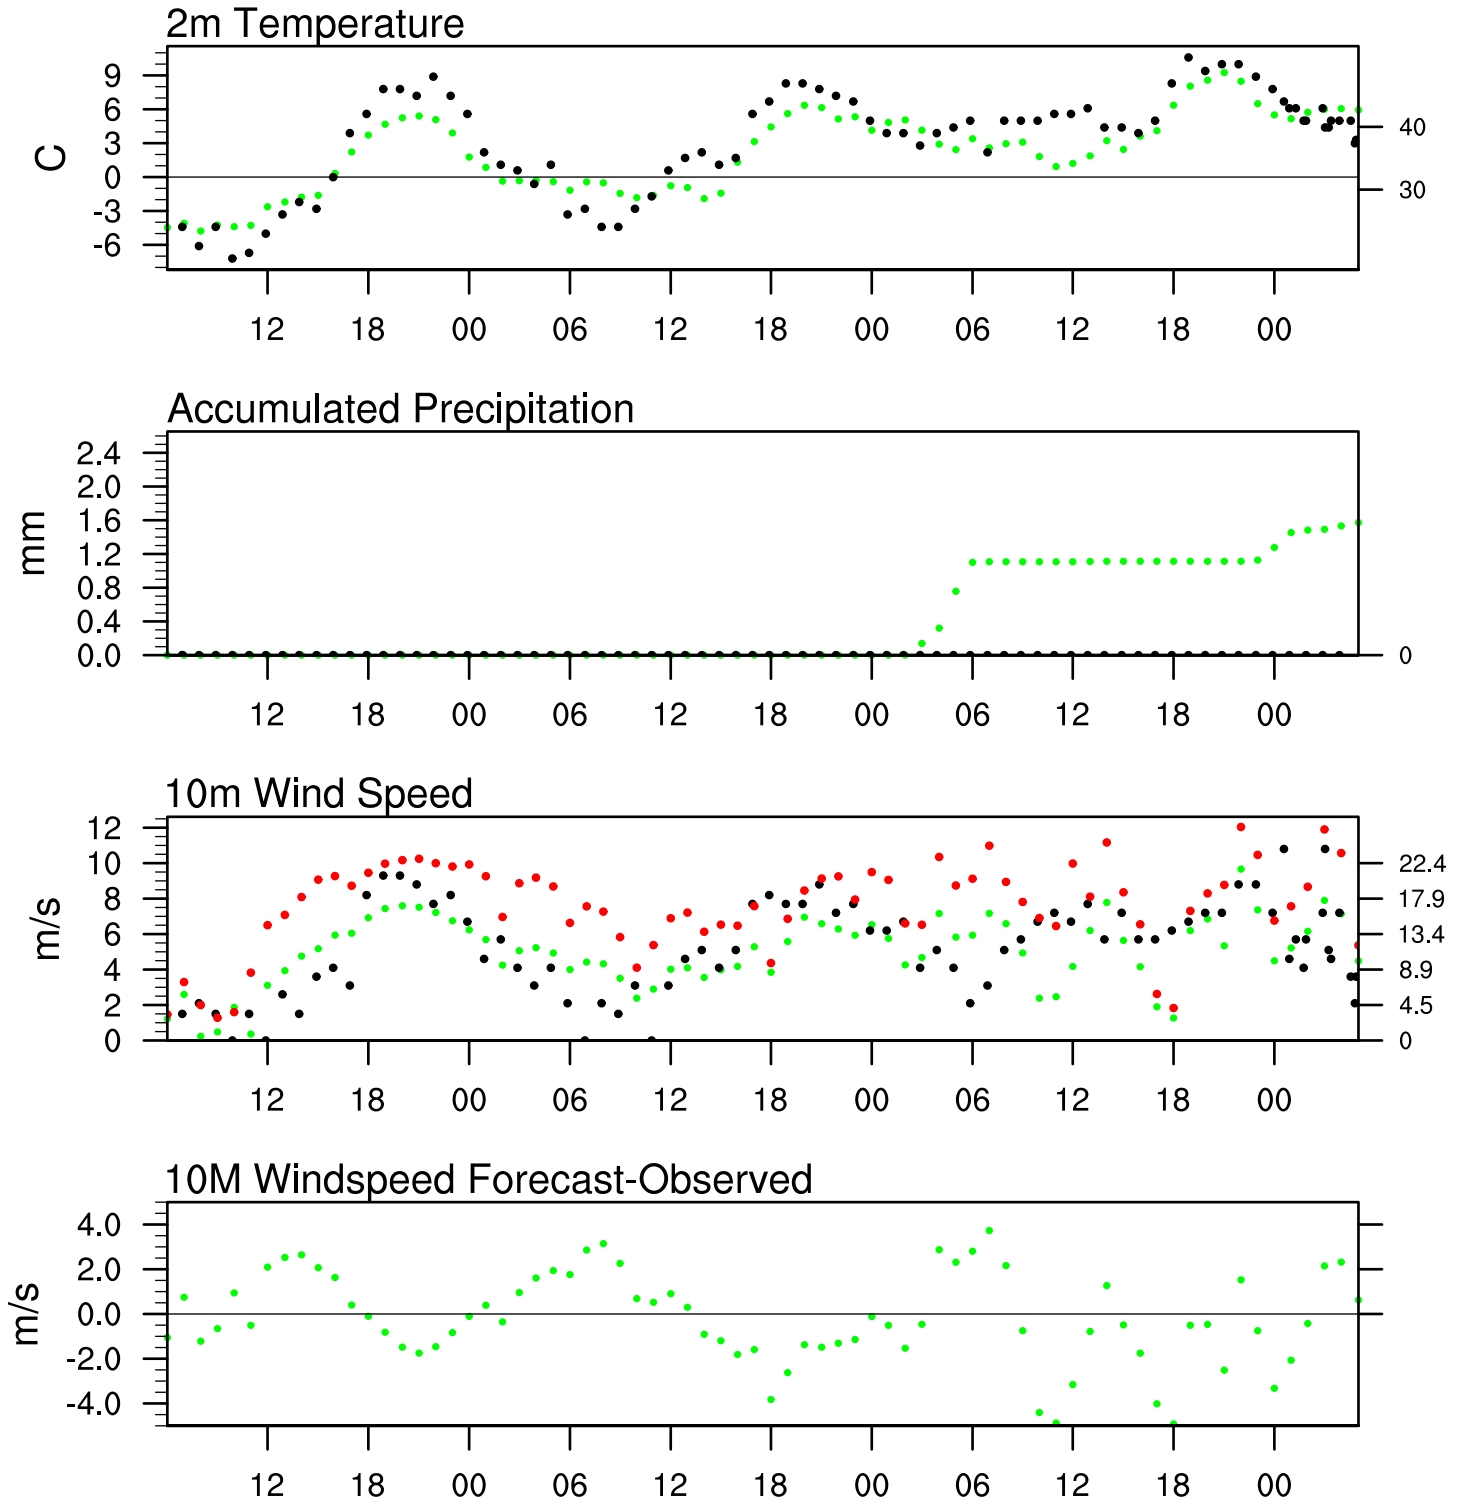 2m Temperature
9
6
3
0
-3
-6
C
40
30
12 18 00 06 12 18 00 06 12 18 00
Accumulated Precipitation
2.4
2.0
1.6
1.2
0.8
0.4
0.0
mm
0
12 18 00 06 12 18 00 06 12 18 00
10m Wind Speed
12
10
8
6
4
2
0
m/s
22.4
17.9
13.4
8.9
4.5
0
12 18 00 06 12 18 00 06 12 18 00
10M Windspeed Forecast-Observed
4.0
2.0
0.0
-2.0
-4.0
m/s
12 18 00 06 12 18 00 06 12 18 00